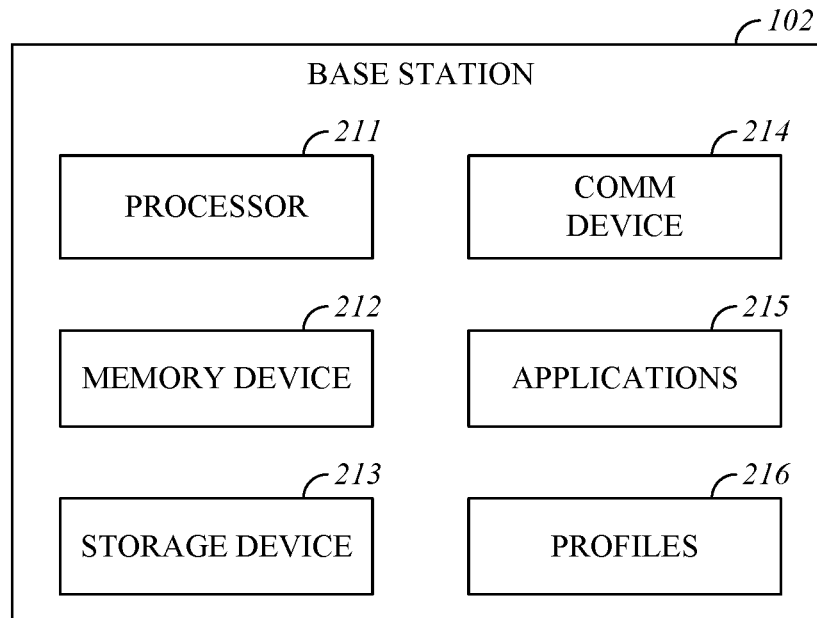 102
BASE STATION
211
PROCESSOR
214
COMM
DEVICE
212
MEMORY DEVICE
215
APPLICATIONS
213
STORAGE DEVICE
216
PROFILES